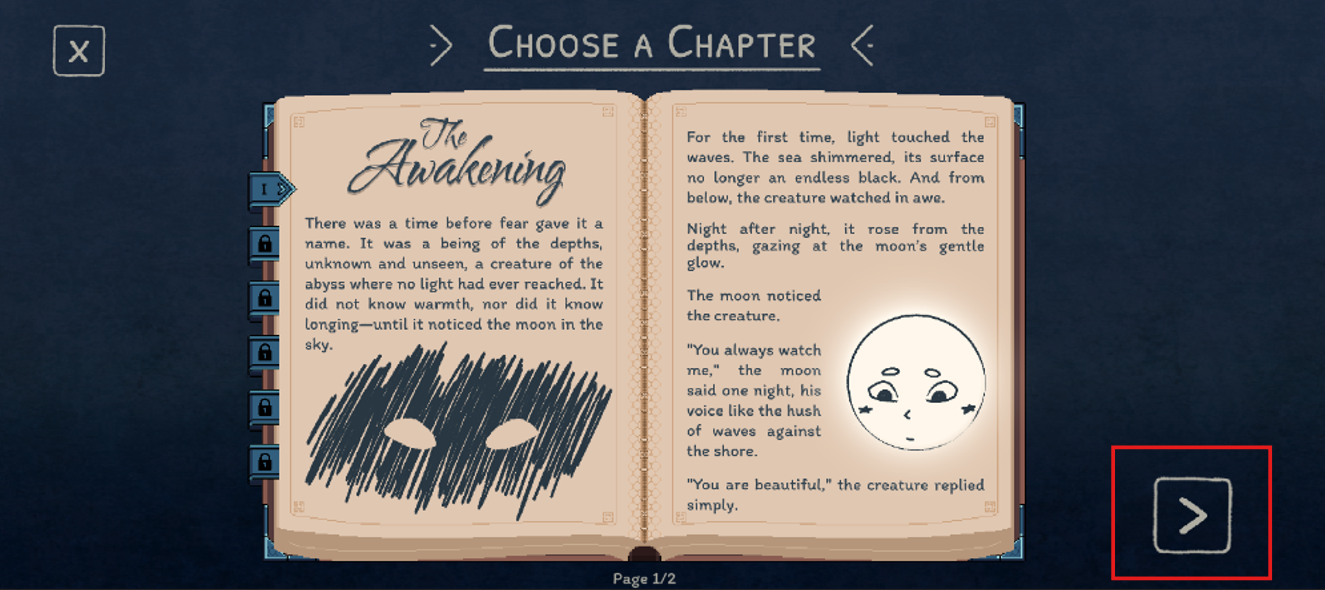 X
Choose a Chapter
The
Awakening
I
There was a time before fear gave it a
name. It was a being of the depths,
unknown and unseen, a creature of the
abyss where no light had ever reached. It
did not know warmth, nor did it know
longing—until it noticed the moon in the
sky.
For the first time, light touched the
waves. The sea shimmered, its surface
no longer an endless black. And from
below, the creature watched in awe.
Night after night, it rose from the
depths, gazing at the moon's gentle
glow.
The moon noticed
the creature.
"You always watch
me," the moon
said one night, his
voice like the hush
of waves against
the shore.
"You are beautiful," the creature replied
simply.
Page 1/2